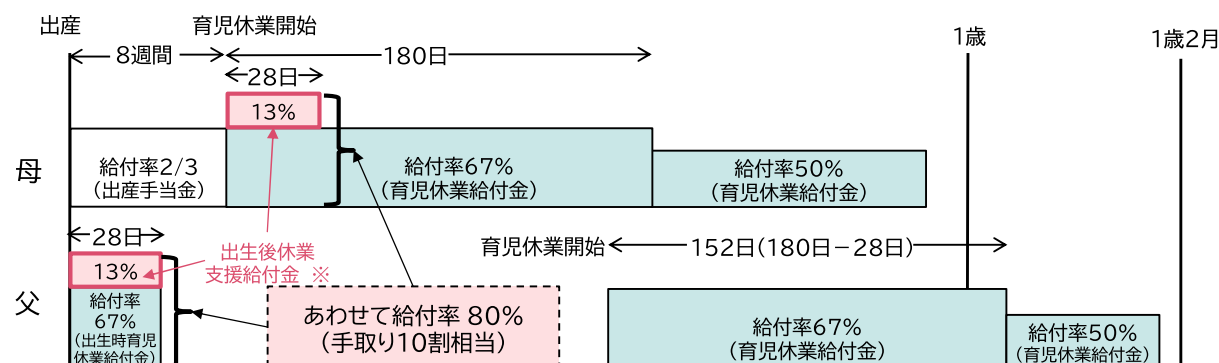 出産
育児休業開始
1歳
1歳2月
8週間
180日
28日
13%
母
給付率2/3
（出産手当金）
給付率67%
（育児休業給付金）
給付率50%
（育児休業給付金）
28日
出生後休業
支援給付金 ※
育児休業開始
152日（180日－28日）
13%
父
給付率
67%
（出生時育児
休業給付金）
あわせて給付率 80%
（手取り10割相当）
給付率67%
（育児休業給付金）
給付率50%
（育児休業給付金）